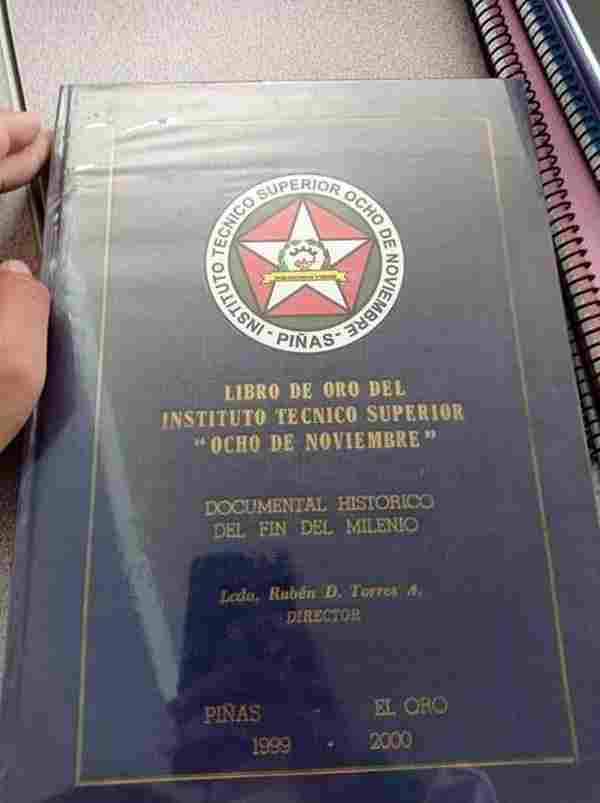 INSTITUTO TECNICO SUPERIOR OCHO DE NOVIEMBRE
- PIÑAS -
LIBRO DE ORO DEL
INSTITUTO TECNICO SUPERIOR
"OCHO DE NOVIEMBRE"
DOCUMENTAL HISTORICO
DEL FIN DEL MILENIO
Lcdo. Rubén D. Torres A.
DIRECTOR
PIÑAS EL ORO
1999 - 2000